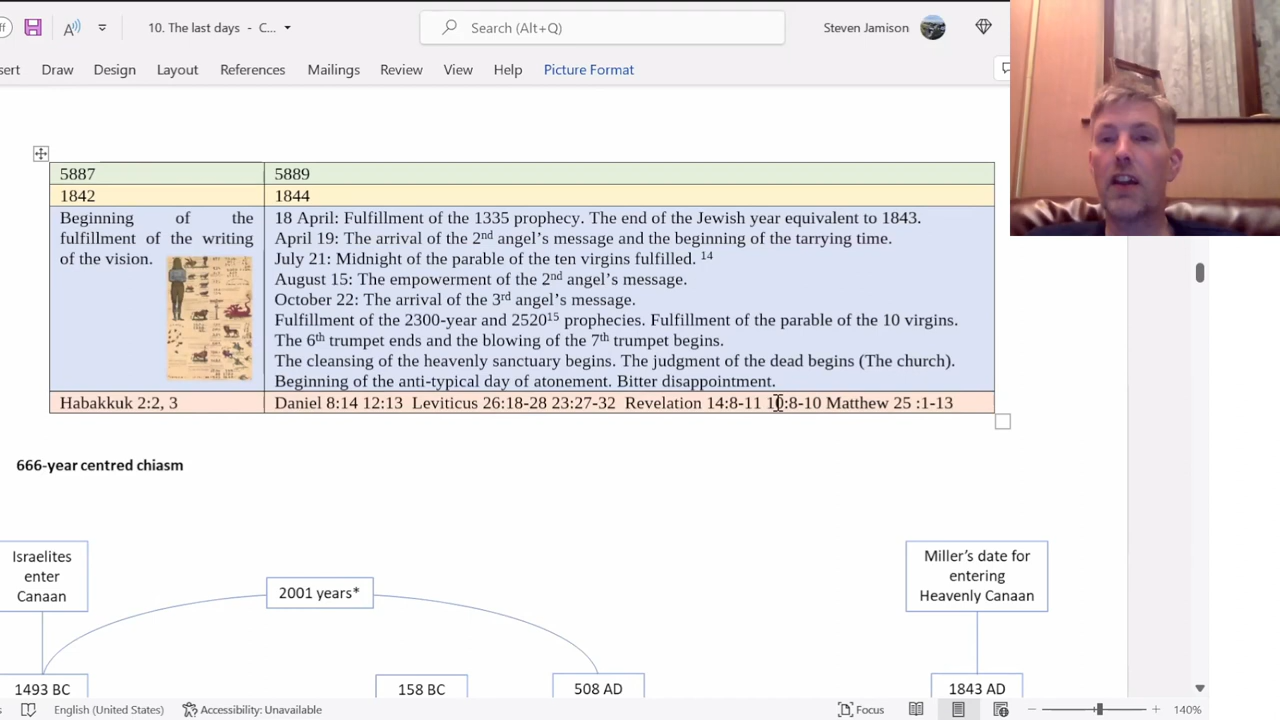 10. The last days - C...
Search (Alt+Q)
Steven Jamison
Draw Design Layout References Mailings Review View Help Picture Format
5887 5889
1842 1844
Beginning of the
fulfillment of the writing
of the vision.
18 April: Fulfillment of the 1335 prophecy. The end of the Jewish year equivalent to 1843.
April 19: The arrival of the 2nd angel's message and the beginning of the tarrying time.
July 21: Midnight of the parable of the ten virgins fulfilled. 14
August 15: The empowerment of the 2nd angel's message.
October 22: The arrival of the 3rd angel's message.
Fulfillment of the 2300-year and 252015 prophecies. Fulfillment of the parable of the 10 virgins.
The 6th trumpet ends and the blowing of the 7th trumpet begins.
The cleansing of the heavenly sanctuary begins. The judgment of the dead begins (The church).
Beginning of the anti-typical day of atonement. Bitter disappointment.
Habakkuk 2:2, 3 Daniel 8:14 12:13 Leviticus 26:18-28 23:27-32 Revelation 14:8-11 10:8-10 Matthew 25 :1-13
666-year centred chiasm
Israelites
enter
Canaan
2001 years*
Miller's date for
entering
Heavenly Canaan
1493 BC 158 BC 508 AD 1843 AD
English (United States) Accessibility: Unavailable Focus 140%